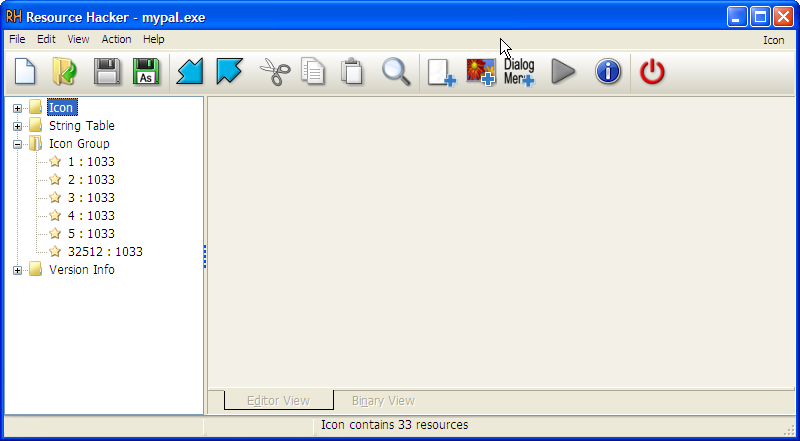 RH Resource Hacker - mypal.exe
File Edit View Action Help Icon
As Dialog
Mer
Icon
String Table
Icon Group
1 : 1033
2 : 1033
3 : 1033
4 : 1033
5 : 1033
32512 : 1033
Version Info
Editor View Binary View
Icon contains 33 resources